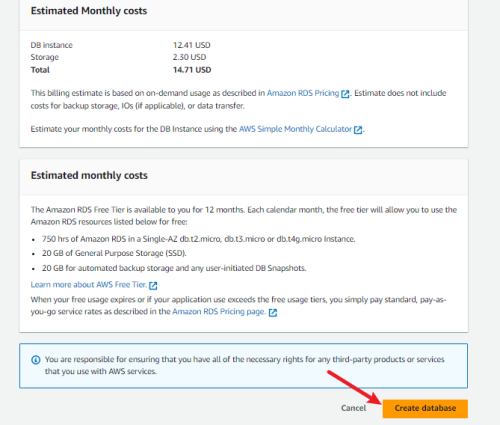 Estimated Monthly costs
DB instance 12.41 USD
Storage 2.30 USD
Total 14.71 USD
This billing estimate is based on on-demand usage as described in Amazon RDS Pricing. Estimate does not include
costs for backup storage, IOs (if applicable), or data transfer.
Estimate your monthly costs for the DB Instance using the AWS Simple Monthly Calculator.
Estimated monthly costs
The Amazon RDS Free Tier is available to you for 12 months. Each calendar month, the free tier will allow you to use the
Amazon RDS resources listed below for free:
• 750 hrs of Amazon RDS in a Single-AZ db.t2.micro, db.t3.micro or db.t4g.micro Instance.
• 20 GB of General Purpose Storage (SSD).
• 20 GB for automated backup storage and any user-initiated DB Snapshots.
Learn more about AWS Free Tier.
When your free usage expires or if your application use exceeds the free usage tiers, you simply pay standard, pay-as-
you-go service rates as described in the Amazon RDS Pricing page.
You are responsible for ensuring that you have all of the necessary rights for any third-party products or services
that you use with AWS services.
Cancel Create database